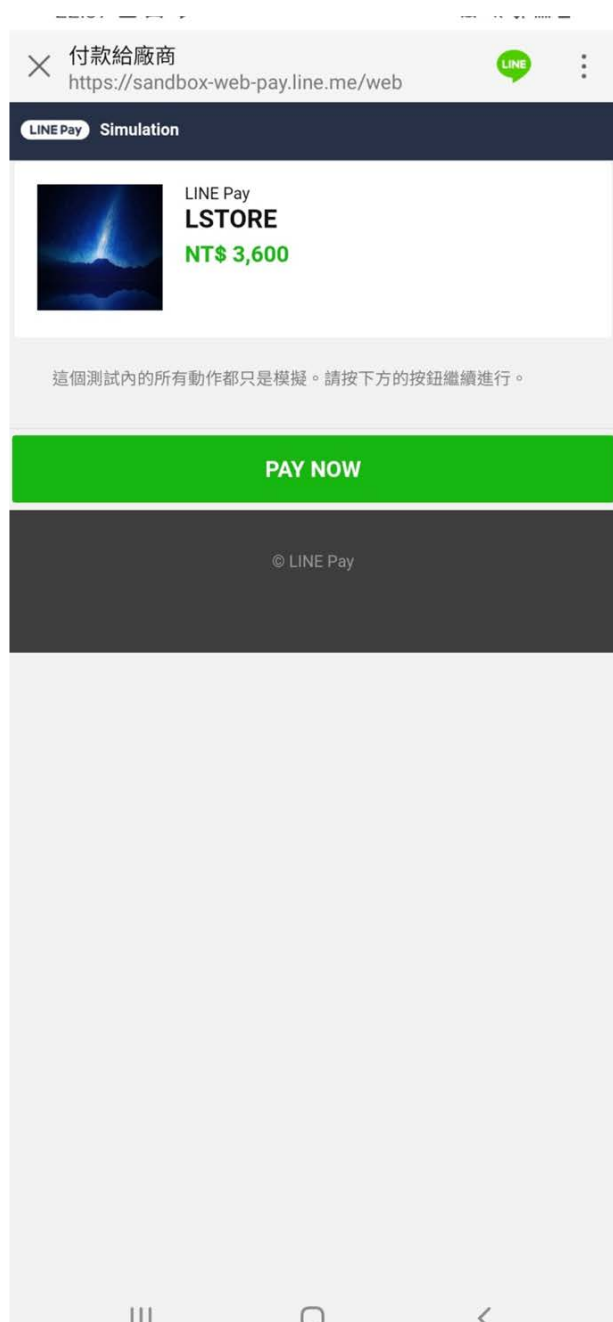 付款給廠商
https://sandbox-web-pay.line.me/web
LINE
LINE Pay Simulation
LINE Pay
LSTORE
NT$ 3,600
這個測試內的所有動作都只是模擬。請按下方的按鈕繼續進行。
PAY NOW
© LINE Pay